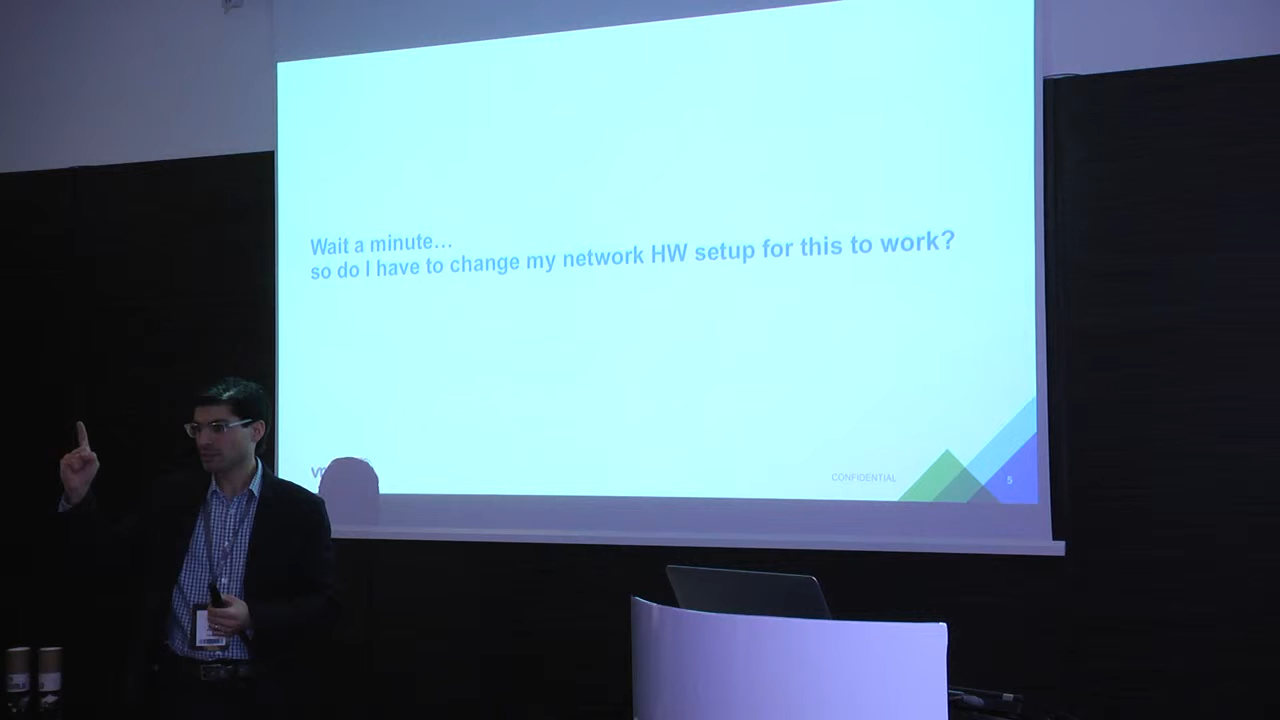 Wait a minute…
so do I have to change my network HW setup for this to work?
CONFIDENTIAL
5